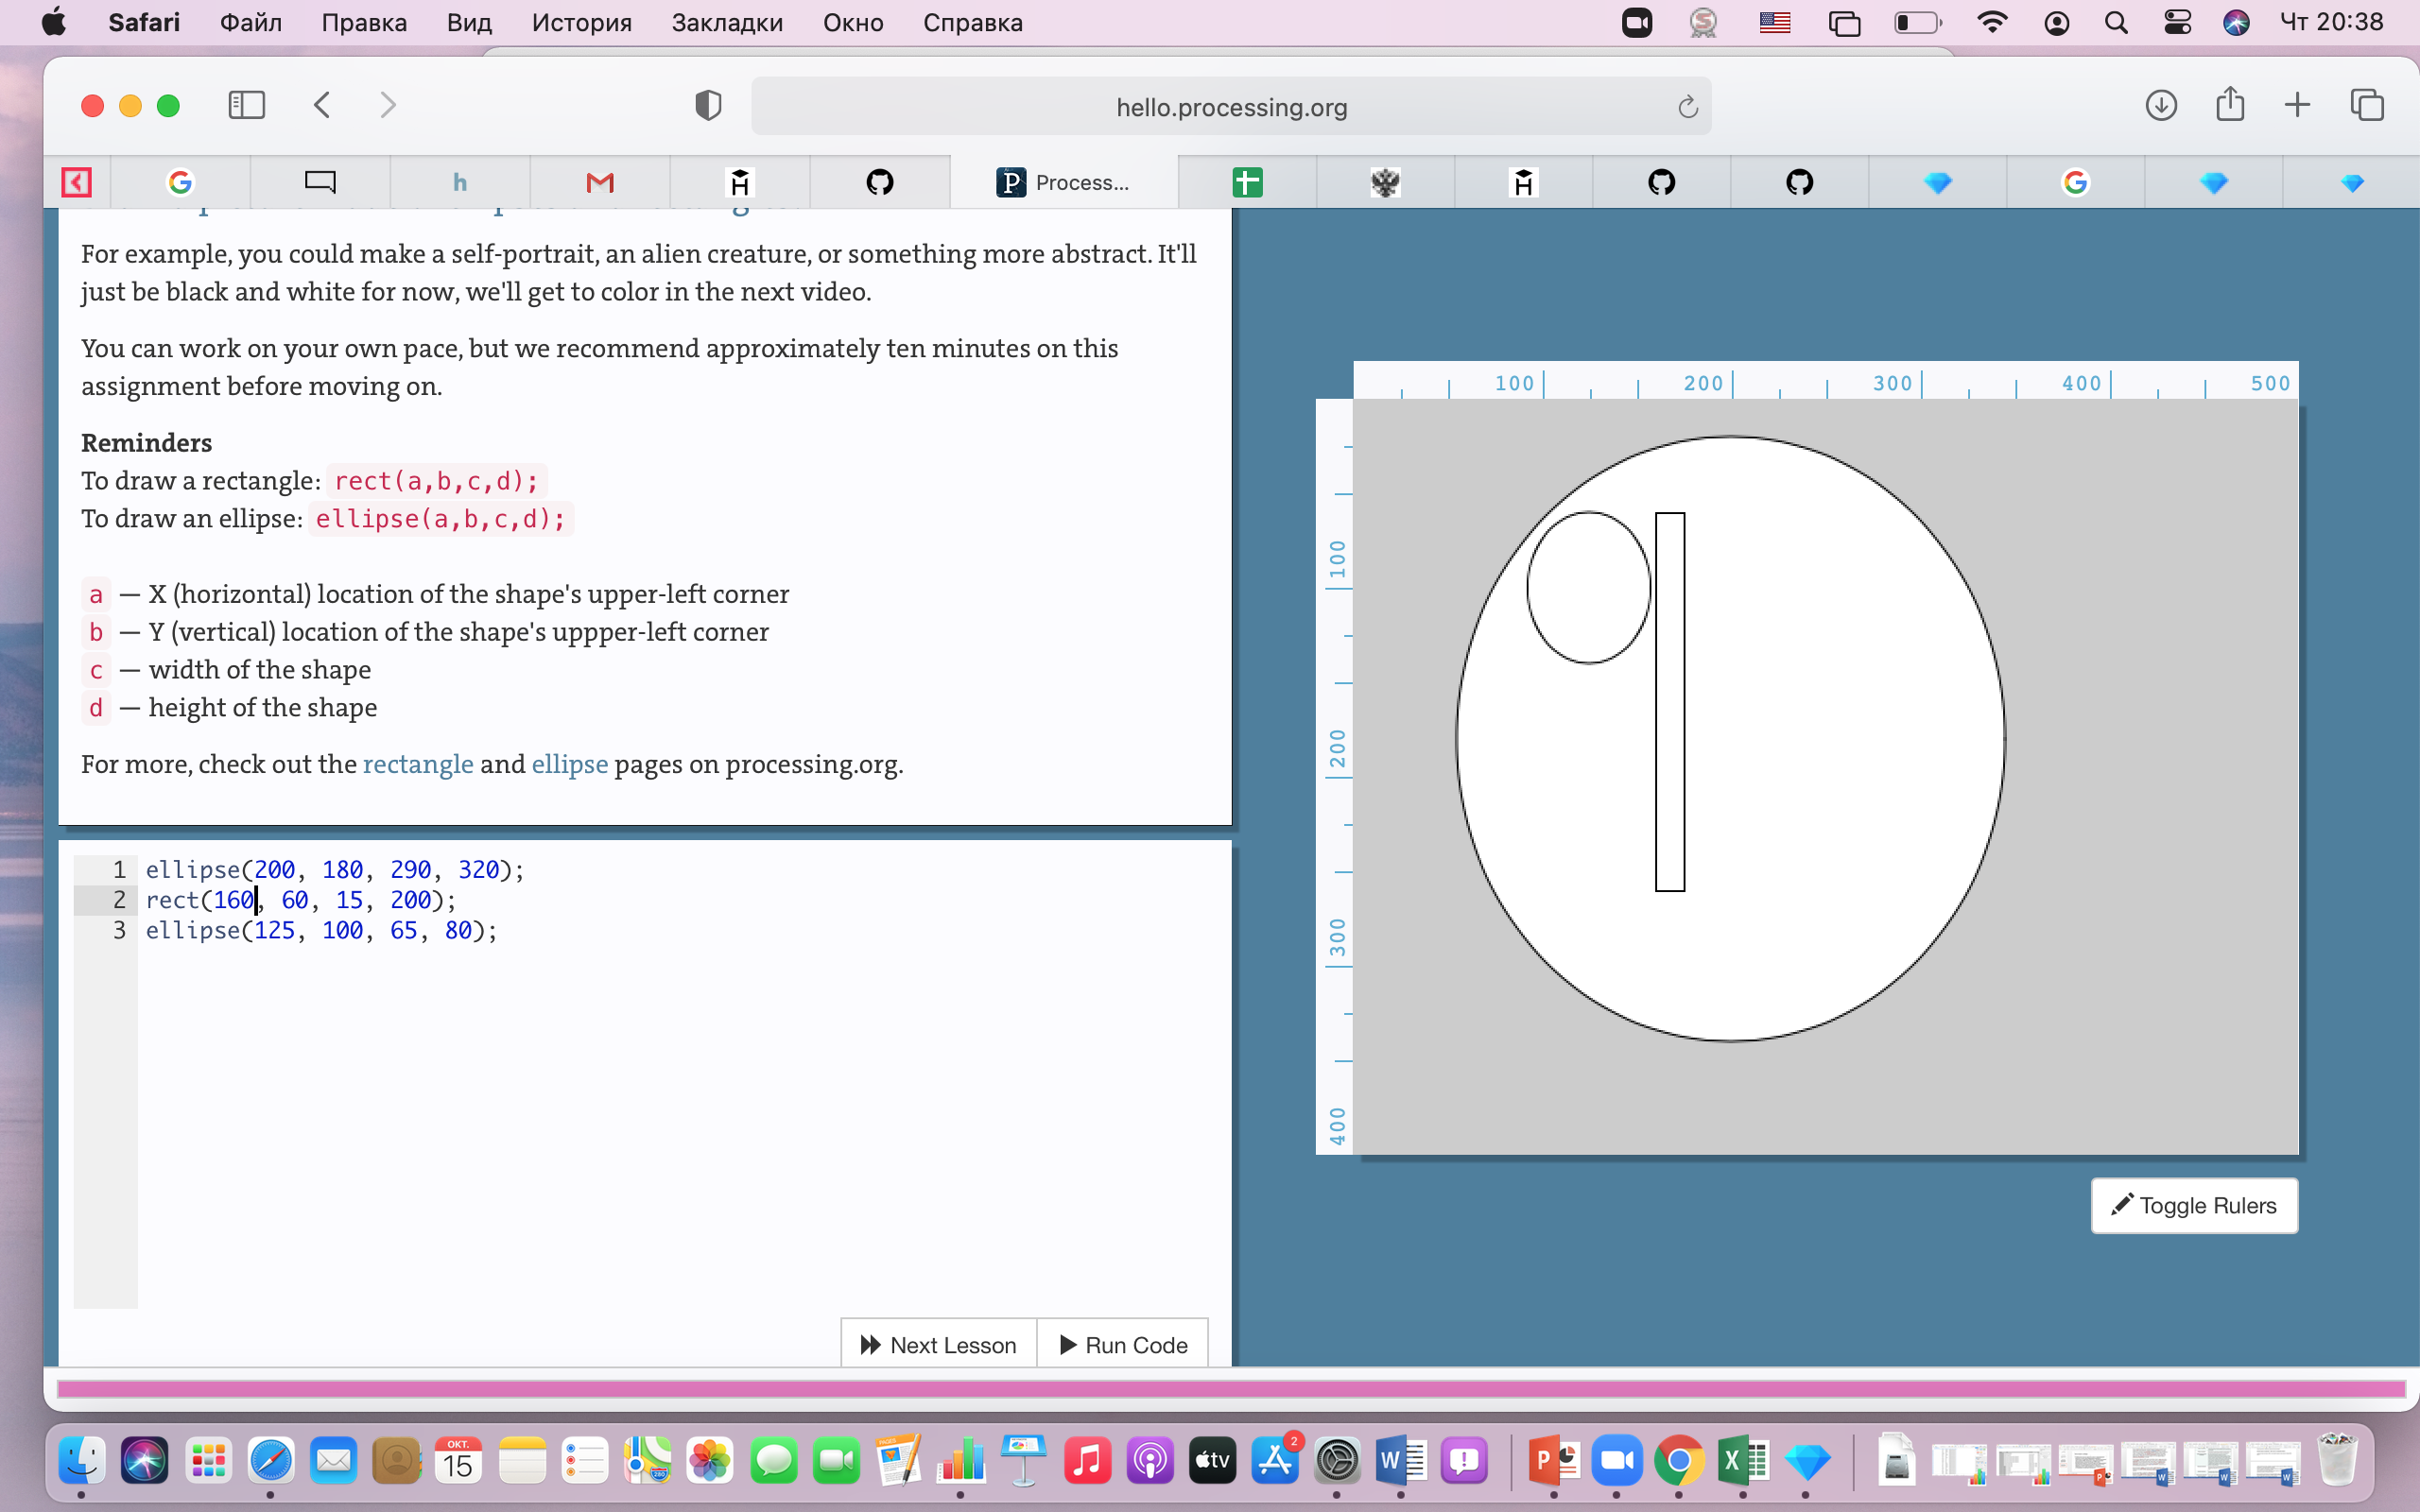 Safari Файл Правка Вид История Закладки Окно Справка Чт 20:38
hello.processing.org
Process...
For example, you could make a self-portrait, an alien creature, or something more abstract. It'll
just be black and white for now, we'll get to color in the next video.
You can work on your own pace, but we recommend approximately ten minutes on this
assignment before moving on.
Reminders
To draw a rectangle: rect(a,b,c,d);
To draw an ellipse: ellipse(a,b,c,d);
a — X (horizontal) location of the shape's upper-left corner
b — Y (vertical) location of the shape's uppper-left corner
c — width of the shape
d — height of the shape
For more, check out the rectangle and ellipse pages on processing.org.
1 ellipse(200, 180, 290, 320);
2 rect(160, 60, 15, 200);
3 ellipse(125, 100, 65, 80);
Next Lesson
Run Code
100 200 300 400 500
100
200
300
400
Toggle Rulers
ОКТ.
15
tv
2